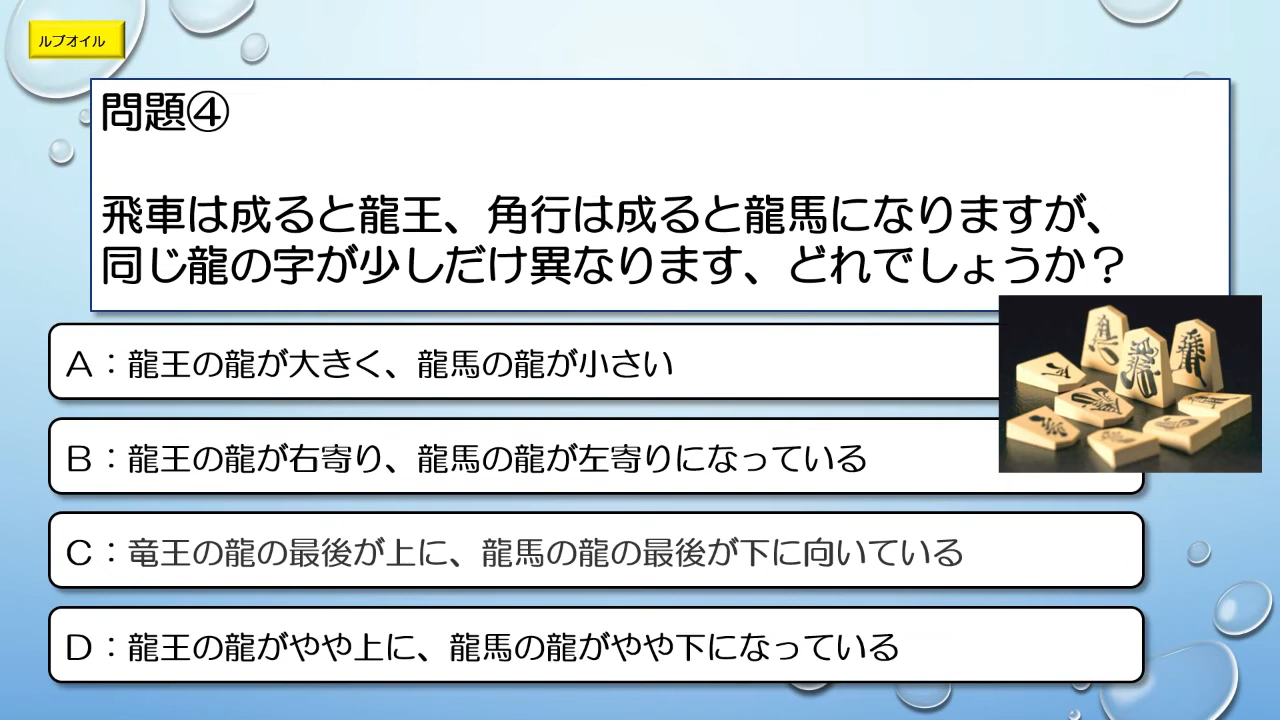 ルブオイル
問題④
飛車は成ると龍王、角行は成ると龍馬になりますが、
同じ龍の字が少しだけ異なります、どれでしょうか？
Ａ：龍王の龍が大きく、龍馬の龍が小さい
Ｂ：龍王の龍が右寄り、龍馬の龍が左寄りになっている
Ｃ：竜王の龍の最後が上に、龍馬の龍の最後が下に向いている
Ｄ：龍王の龍がやや上に、龍馬の龍がやや下になっている